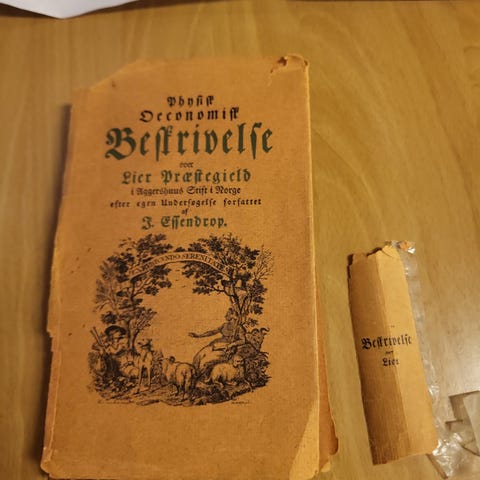 Physisk
Oeconomisk
Beskrivelse
over
Lier Præstegield
i Aggershuus Stift i Norge
efter egen Undersøgelse forfattet
af
J. Essendrop.
Beskrivelse
over
Lier